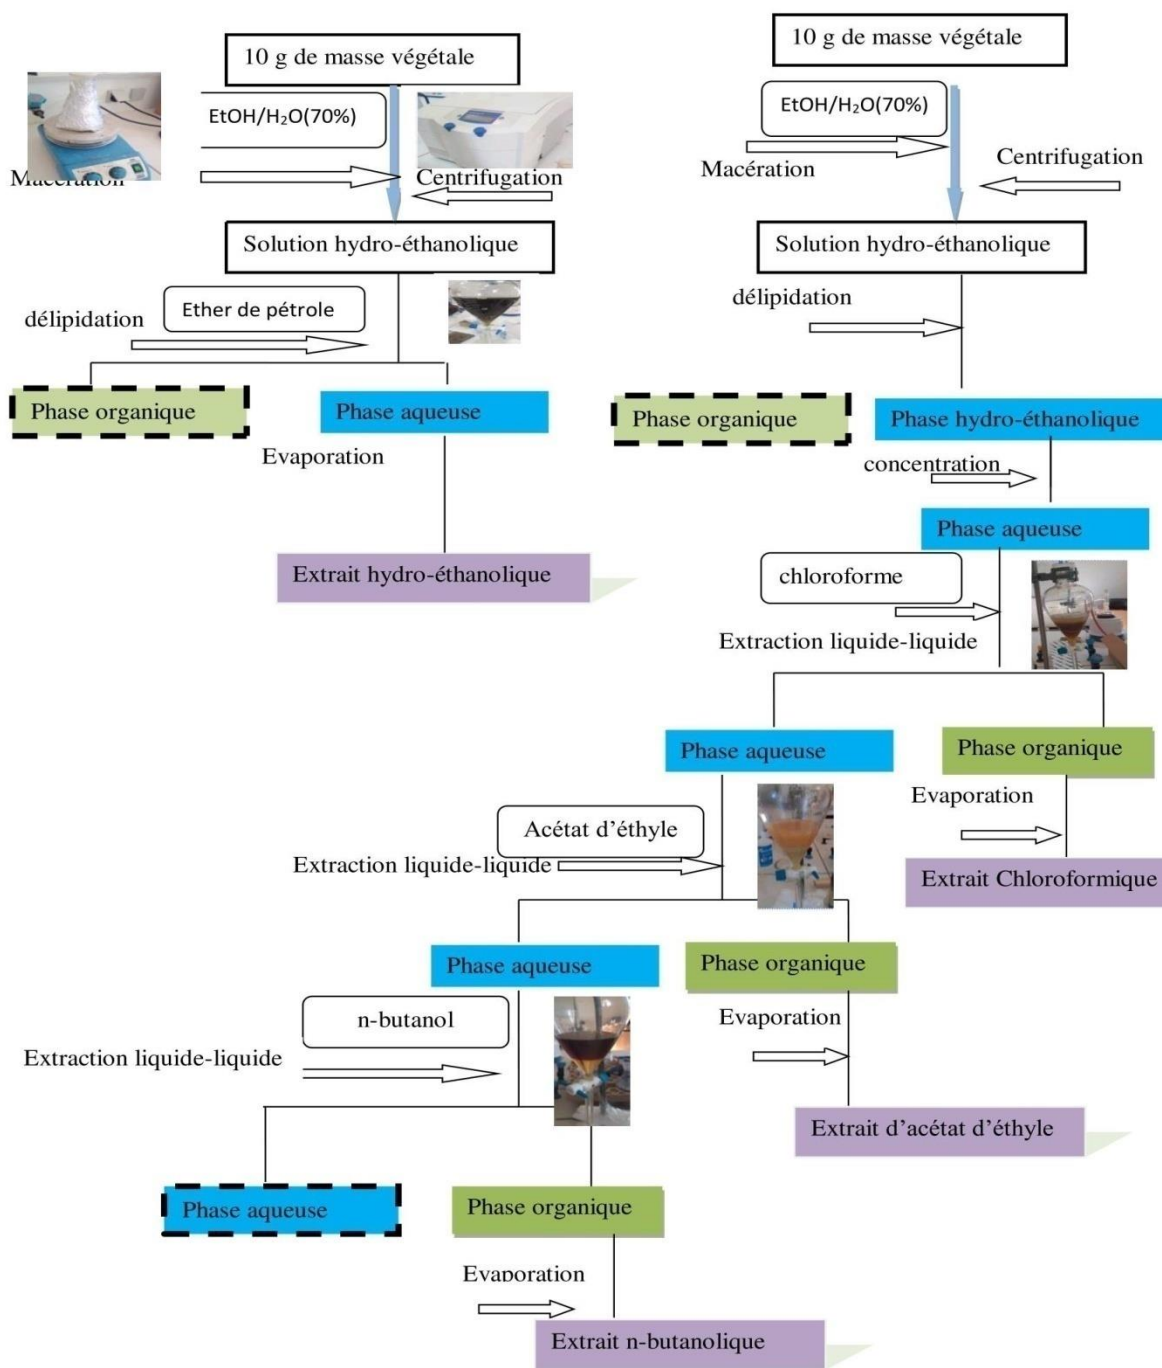 10 g de masse végétale
EtOH/H₂O(70%)
Macération
Centrifugation
Solution hydro-éthanolique
Ether de pétrole
délipidation
Phase organique
Phase aqueuse
Evaporation
Extrait hydro-éthanolique
10 g de masse végétale
EtOH/H₂O(70%)
Macération
Centrifugation
Solution hydro-éthanolique
délipidation
Phase organique
Phase hydro-éthanolique
concentration
Phase aqueuse
chloroforme
Extraction liquide-liquide
Phase aqueuse
Phase organique
Evaporation
Extrait Chloroformique
Acétat d'éthyle
Extraction liquide-liquide
Phase aqueuse
Phase organique
Evaporation
Extrait d'acétat d'éthyle
n-butanol
Extraction liquide-liquide
Phase aqueuse
Phase organique
Evaporation
Extrait n-butanolique